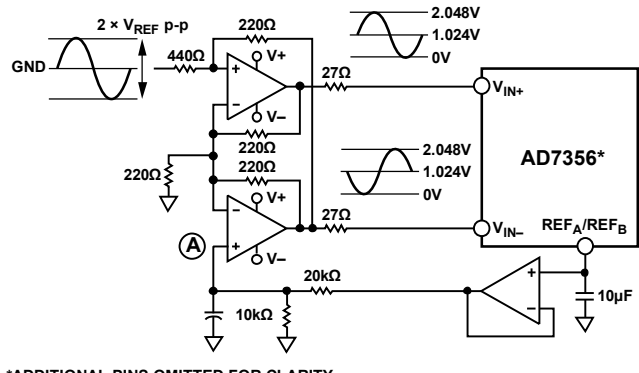 2 × VREF p-p
GND
440Ω
220Ω
V+
V–
27Ω
2.048V
1.024V
0V
VIN+
220Ω
220Ω
220Ω
2.048V
1.024V
0V
AD7356*
V+
V–
27Ω
VIN–
REFA/REFB
A
20kΩ
10kΩ
10µF
*ADDITIONAL PINS OMITTED FOR CLARITY